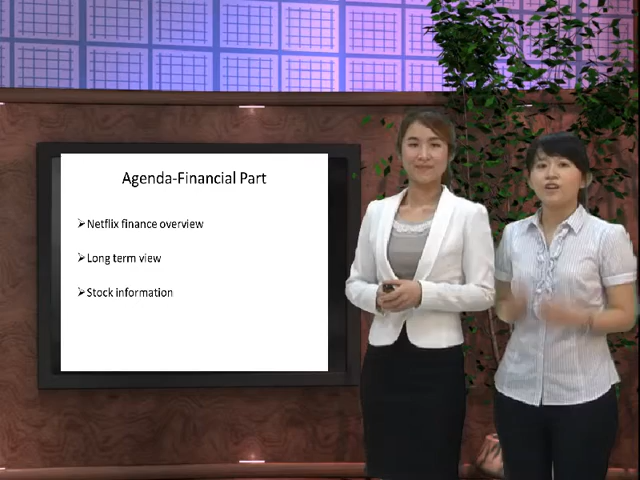 Agenda-Financial Part
➢Netflix finance overview
➢Long term view
➢Stock information